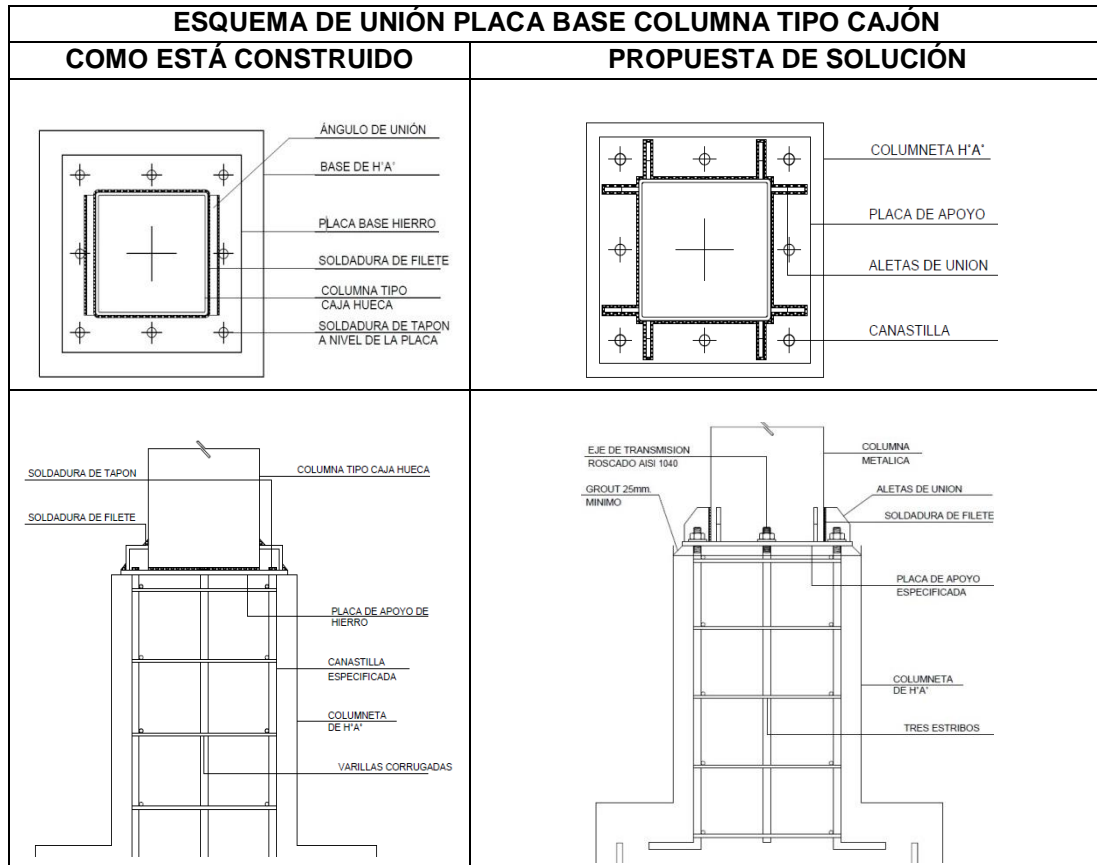 ESQUEMA DE UNIÓN PLACA BASE COLUMNA TIPO CAJÓN
COMO ESTÁ CONSTRUIDO
PROPUESTA DE SOLUCIÓN
ÁNGULO DE UNIÓN
BASE DE H°A°
PLACA BASE HIERRO
SOLDADURA DE FILETE
COLUMNA TIPO
CAJA HUECA
SOLDADURA DE TAPON
A NIVEL DE LA PLACA
COLUMNETA H°A°
PLACA DE APOYO
ALETAS DE UNION
CANASTILLA
SOLDADURA DE TAPON
COLUMNA TIPO CAJA HUECA
SOLDADURA DE FILETE
PLACA DE APOYO DE
HIERRO
CANASTILLA
ESPECIFICADA
COLUMNETA
DE H°A°
VARILLAS CORRUGADAS
EJE DE TRANSMISION
ROSCADO AISI 1040
GROUT 25mm.
MINIMO
COLUMNA
METALICA
ALETAS DE UNION
SOLDADURA DE FILETE
PLACA DE APOYO
ESPECIFICADA
COLUMNETA
DE H°A°
TRES ESTRIBOS